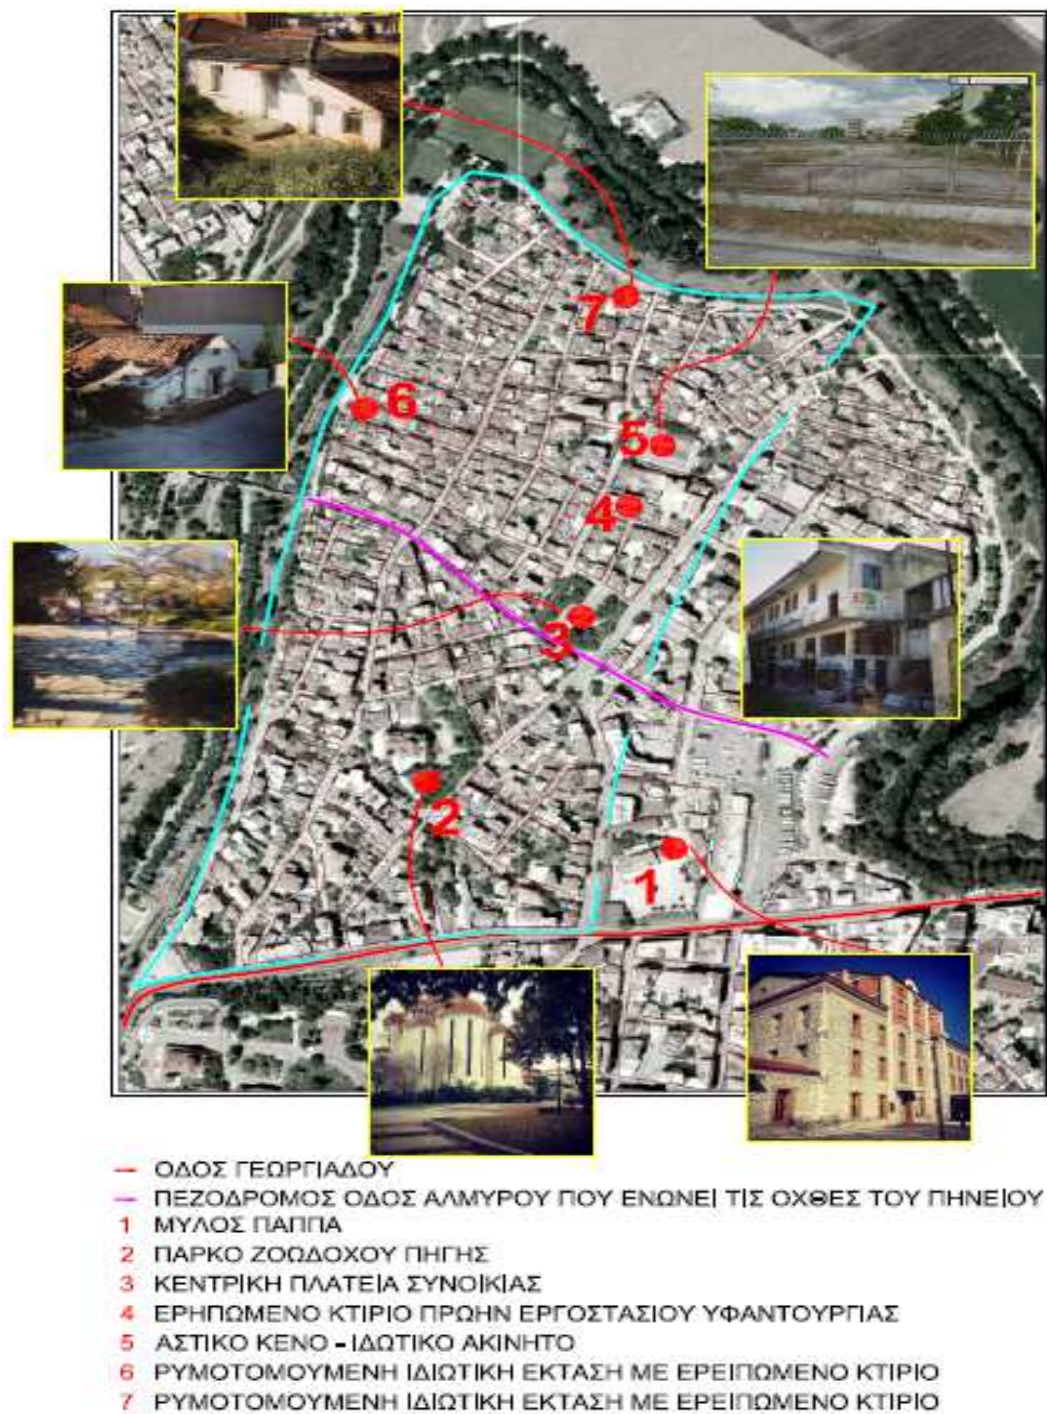 7
6
5
4
3
2
1
ΟΔΟΣ ΓΕΩΡΓΙΑΔΟΥ
ΠΕΖΟΔΡΟΜΟΣ ΟΔΟΣ ΑΛΜΥΡΟΥ ΠΟΥ ΕΝΩΝΕΙ ΤΙΣ ΟΧΘΕΣ ΤΟΥ ΠΗΝΕΙΟΥ
1 ΜΥΛΟΣ ΠΑΠΠΑ
2 ΠΑΡΚΟ ΖΩΟΔΟΧΟΥ ΠΗΓΗΣ
3 ΚΕΝΤΡΙΚΗ ΠΛΑΤΕΙΑ ΣΥΝΟΙΚΙΑΣ
4 ΕΡΗΠΩΜΕΝΟ ΚΤΙΡΙΟ ΠΡΩΗΝ ΕΡΓΟΣΤΑΣΙΟΥ ΥΦΑΝΤΟΥΡΓΙΑΣ
5 ΑΣΤΙΚΟ ΚΕΝΟ - ΙΔΩΤΙΚΟ ΑΚΙΝΗΤΟ
6 ΡΥΜΟΤΟΜΟΥΜΕΝΗ ΙΔΙΩΤΙΚΗ ΕΚΤΑΣΗ ΜΕ ΕΡΕΙΠΩΜΕΝΟ ΚΤΙΡΙΟ
7 ΡΥΜΟΤΟΜΟΥΜΕΝΗ ΙΔΙΩΤΙΚΗ ΕΚΤΑΣΗ ΜΕ ΕΡΕΙΠΩΜΕΝΟ ΚΤΙΡΙΟ